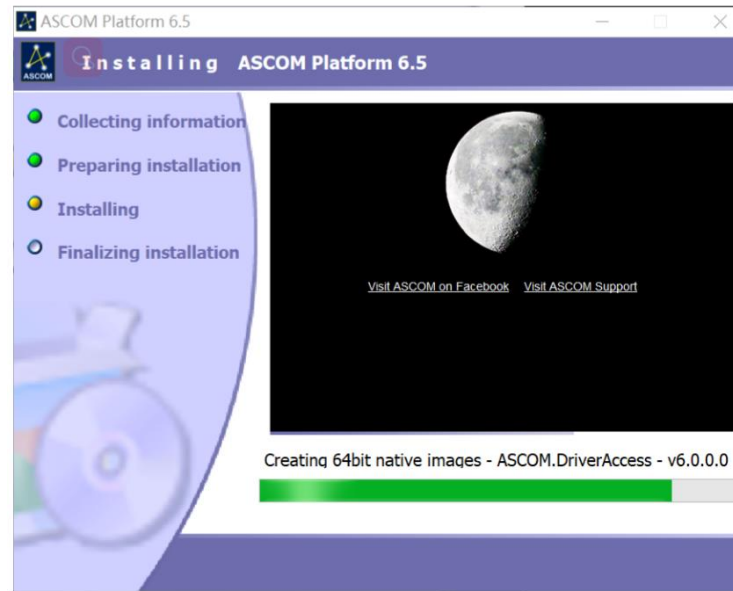 ASCOM Platform 6.5
ASCOM
Installing ASCOM Platform 6.5
Collecting information
Preparing installation
Installing
Finalizing installation
Visit ASCOM on Facebook Visit ASCOM Support
Creating 64bit native images - ASCOM.DriverAccess - v6.0.0.0